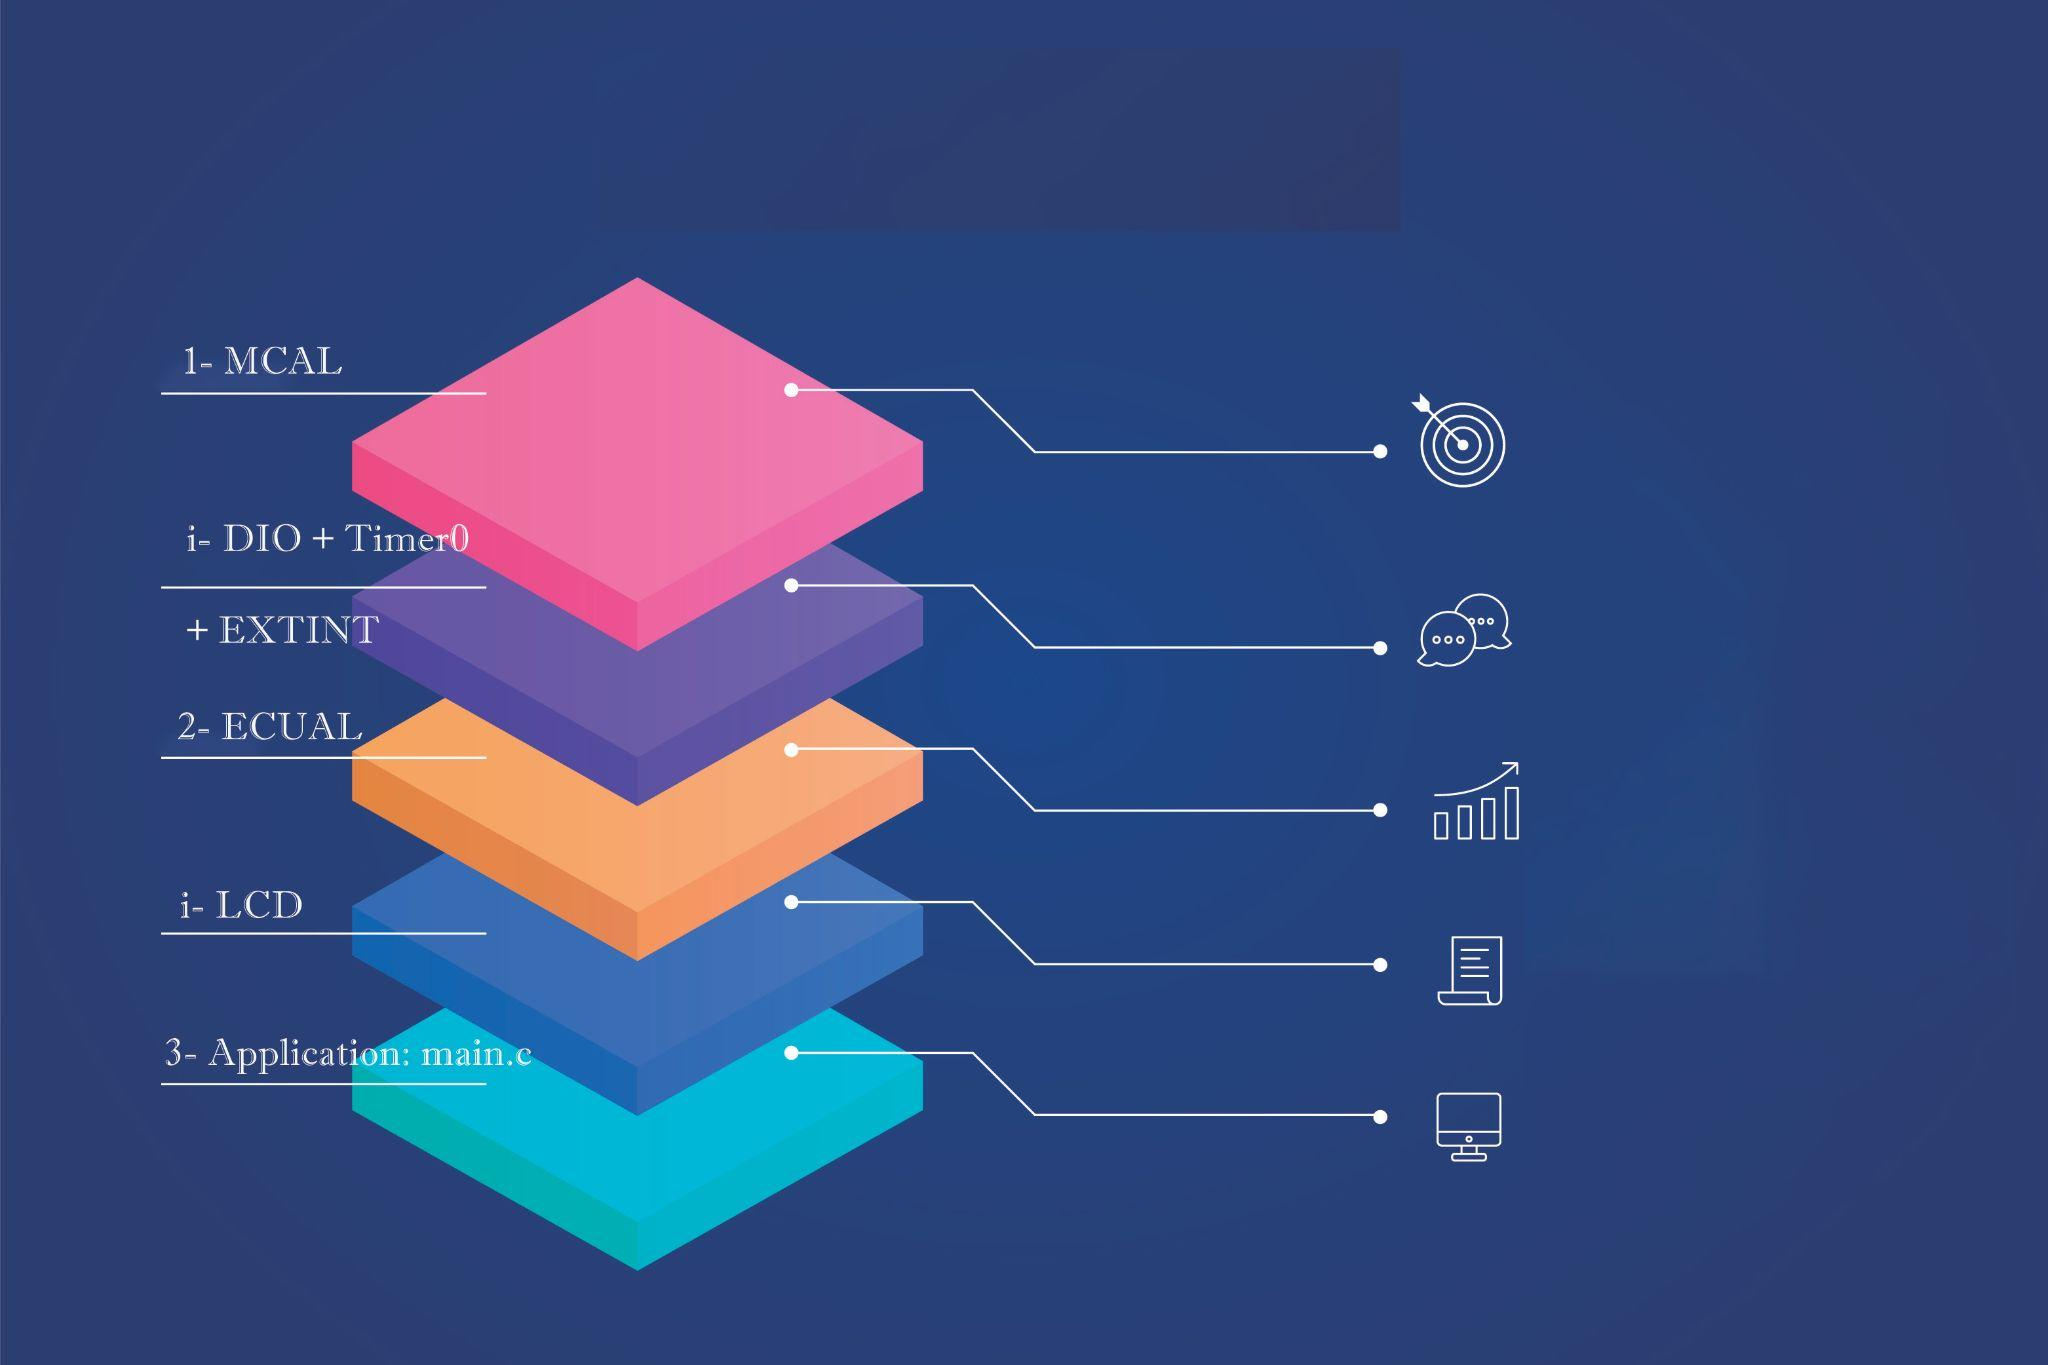 1- MCAL
i- DIO + Timer0
+ EXTINT
2- ECUAL
i- LCD
3- Application: main.c